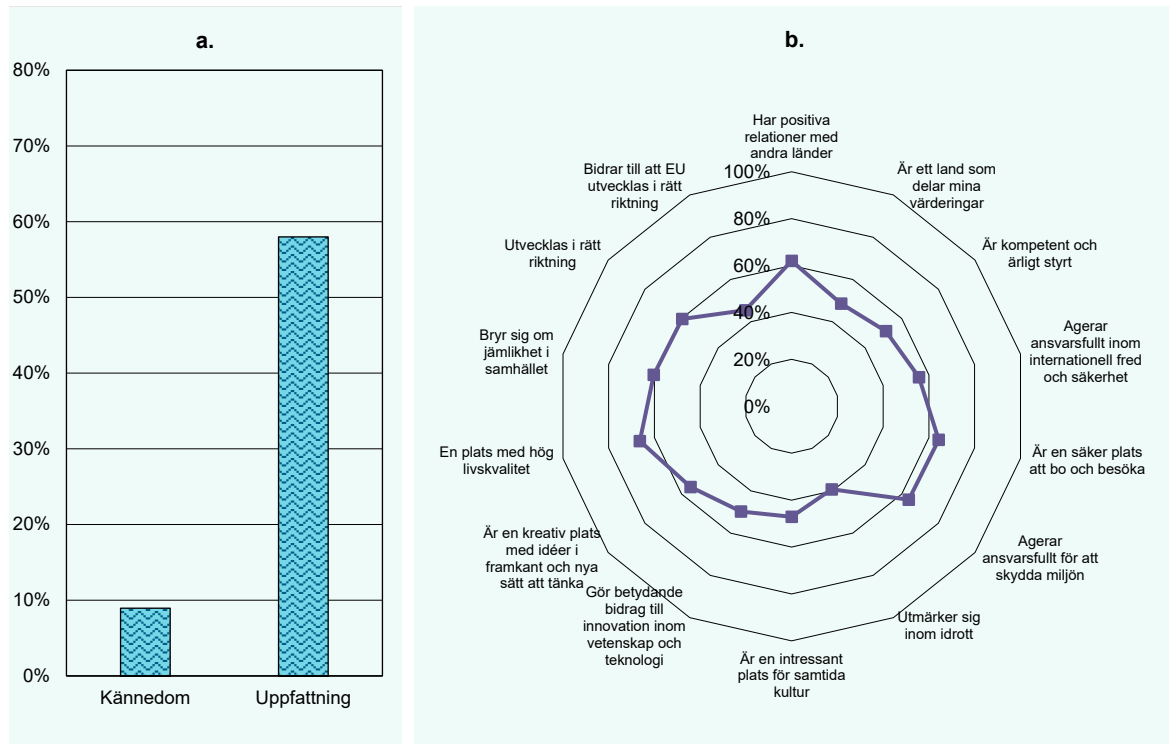 a.
80%
70%
60%
50%
40%
30%
20%
10%
0%
Kännedom
Uppfattning
b.
Har positiva
relationer med
andra länder
Är ett land som
delar mina
värderingar
Är kompetent och
ärligt styrt
Agerar
ansvarsfullt inom
internationell fred
och säkerhet
Är en säker plats
att bo och besöka
Agerar
ansvarsfullt för att
skydda miljön
Utmärker sig
inom idrott
Är en intressant
plats för samtida
kultur
Gör betydande
bidrag till
innovation inom
vetenskap och
teknologi
Är en kreativ plats
med idéer i
framkant och nya
sätt att tänka
En plats med hög
livskvalitet
Bryr sig om
jämlikhet i
samhället
Utvecklas i rätt
riktning
Bidrar till att EU
utvecklas i rätt
riktning
100%
80%
60%
40%
20%
0%